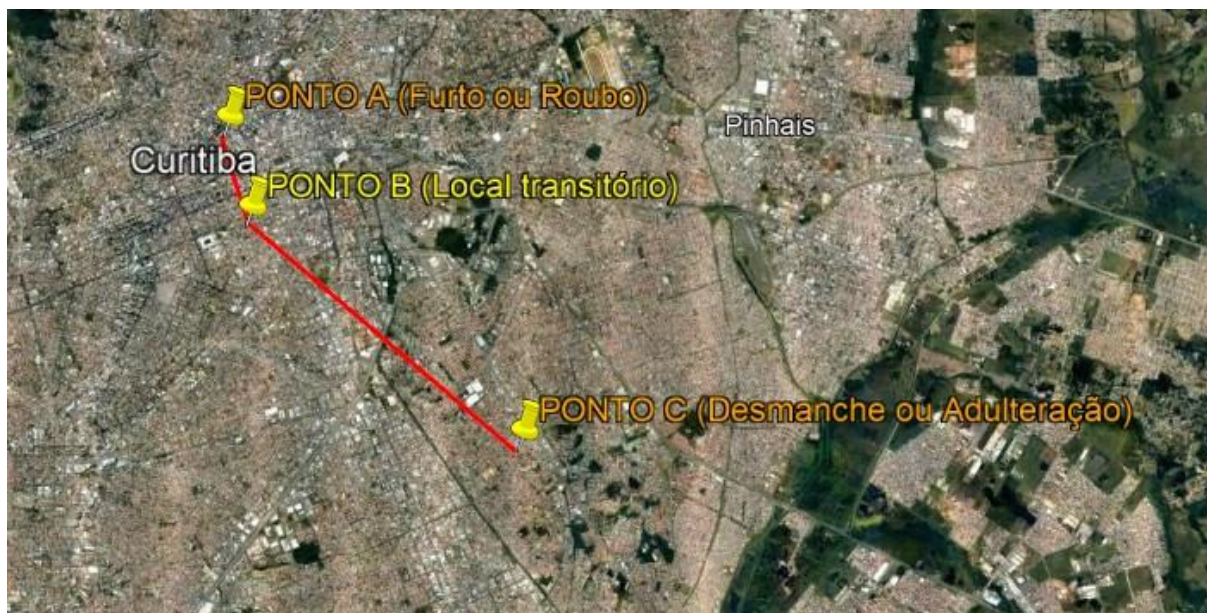 PONTO A (Furto ou Roubo)
Pinhais
Curitiba
PONTO B (Local transitório)
PONTO C (Desmanche ou Adulteração)